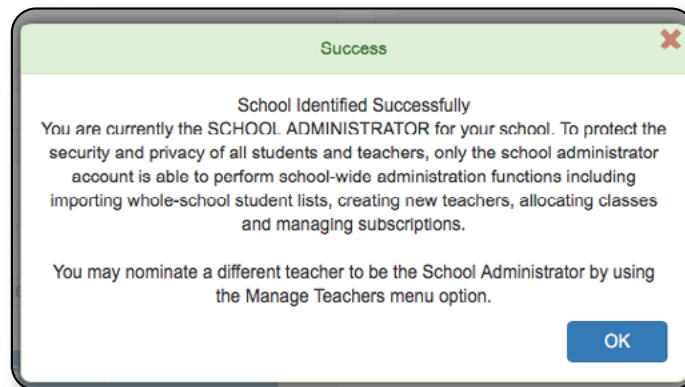 Success
School Identified Successfully
You are currently the SCHOOL ADMINISTRATOR for your school. To protect the
security and privacy of all students and teachers, only the school administrator
account is able to perform school-wide administration functions including
importing whole-school student lists, creating new teachers, allocating classes
and managing subscriptions.
You may nominate a different teacher to be the School Administrator by using
the Manage Teachers menu option.
OK